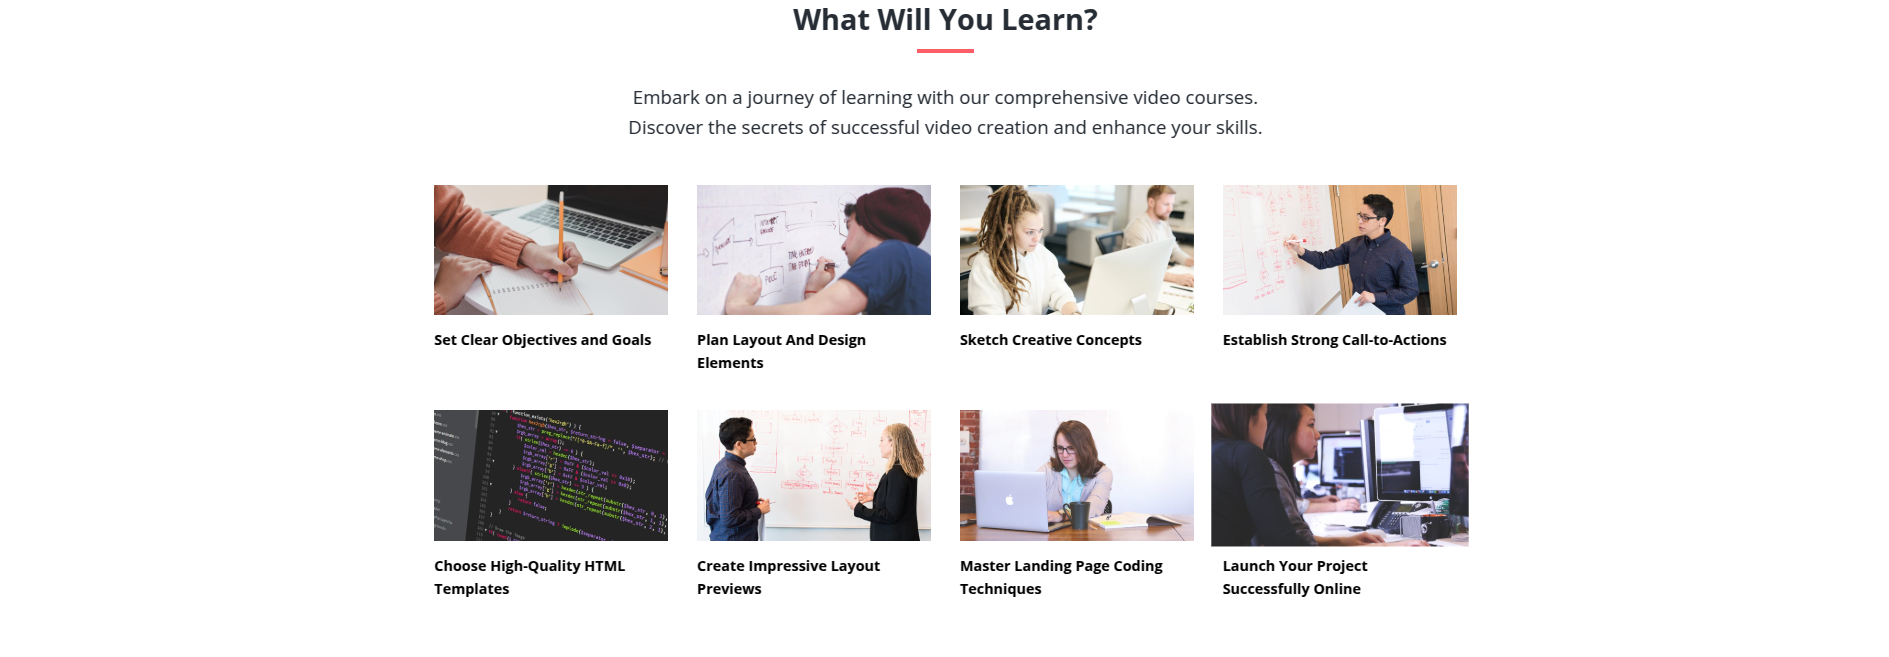 What Will You Learn?
Embark on a journey of learning with our comprehensive video courses.
Discover the secrets of successful video creation and enhance your skills.
Set Clear Objectives and Goals
Plan Layout And Design
Elements
Sketch Creative Concepts
Establish Strong Call-to-Actions
Choose High-Quality HTML
Templates
Create Impressive Layout
Previews
Master Landing Page Coding
Techniques
Launch Your Project
Successfully Online